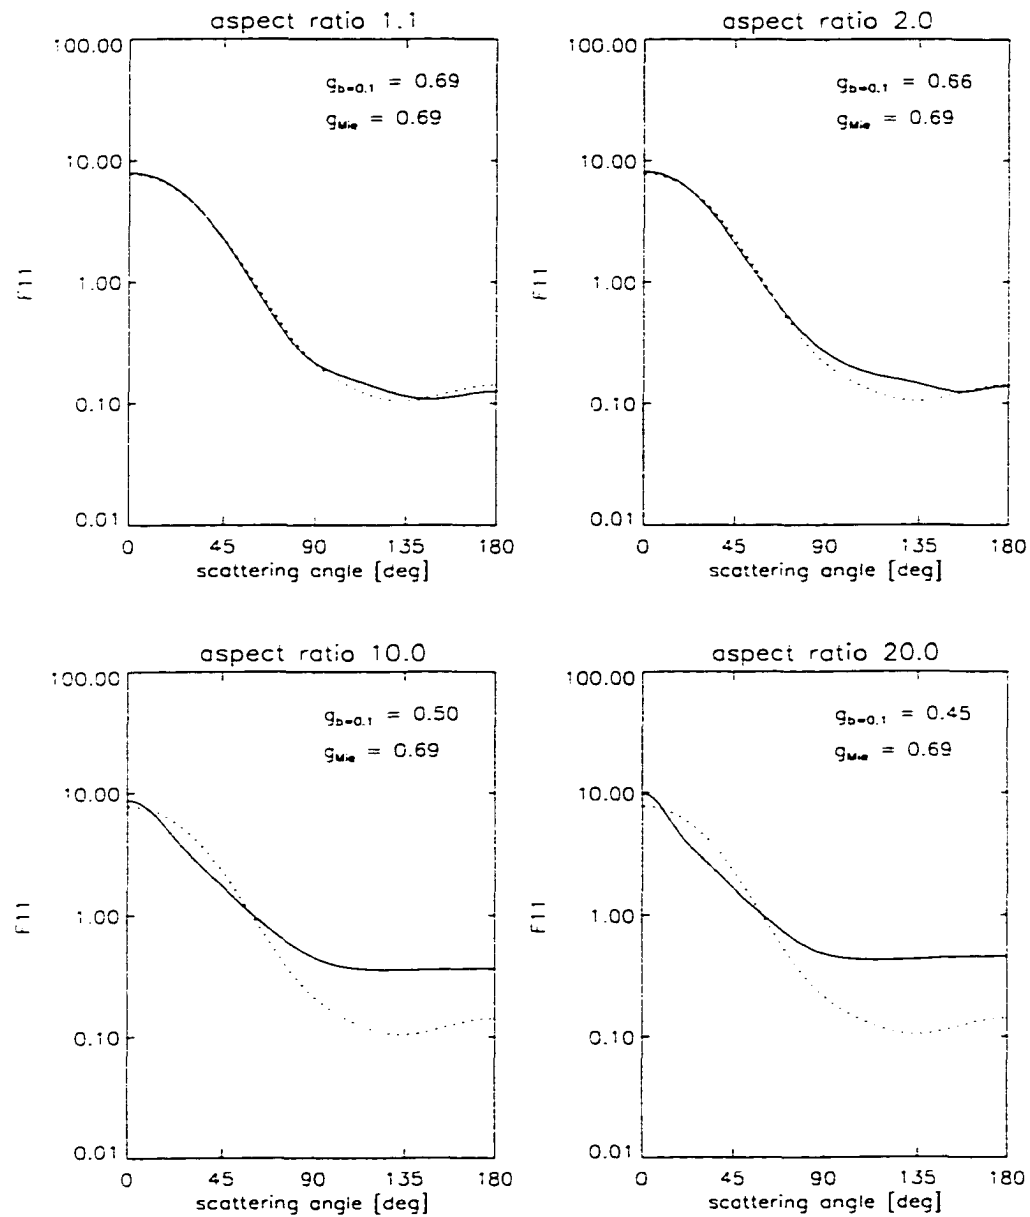 aspect ratio 1.1
100.00
10.00
1.00
0.10
0.01
F11
g_b=0.1 = 0.69
g_Mie = 0.69
0 45 90 135 180
scattering angle [deg]
aspect ratio 2.0
100.00
10.00
1.00
0.10
0.01
F11
g_b=0.1 = 0.66
g_Mie = 0.69
0 45 90 135 180
scattering angle [deg]
aspect ratio 10.0
100.00
10.00
1.00
0.10
0.01
F11
g_b=0.1 = 0.50
g_Mie = 0.69
0 45 90 135 180
scattering angle [deg]
aspect ratio 20.0
100.00
10.00
1.00
0.10
0.01
F11
g_b=0.1 = 0.45
g_Mie = 0.69
0 45 90 135 180
scattering angle [deg]